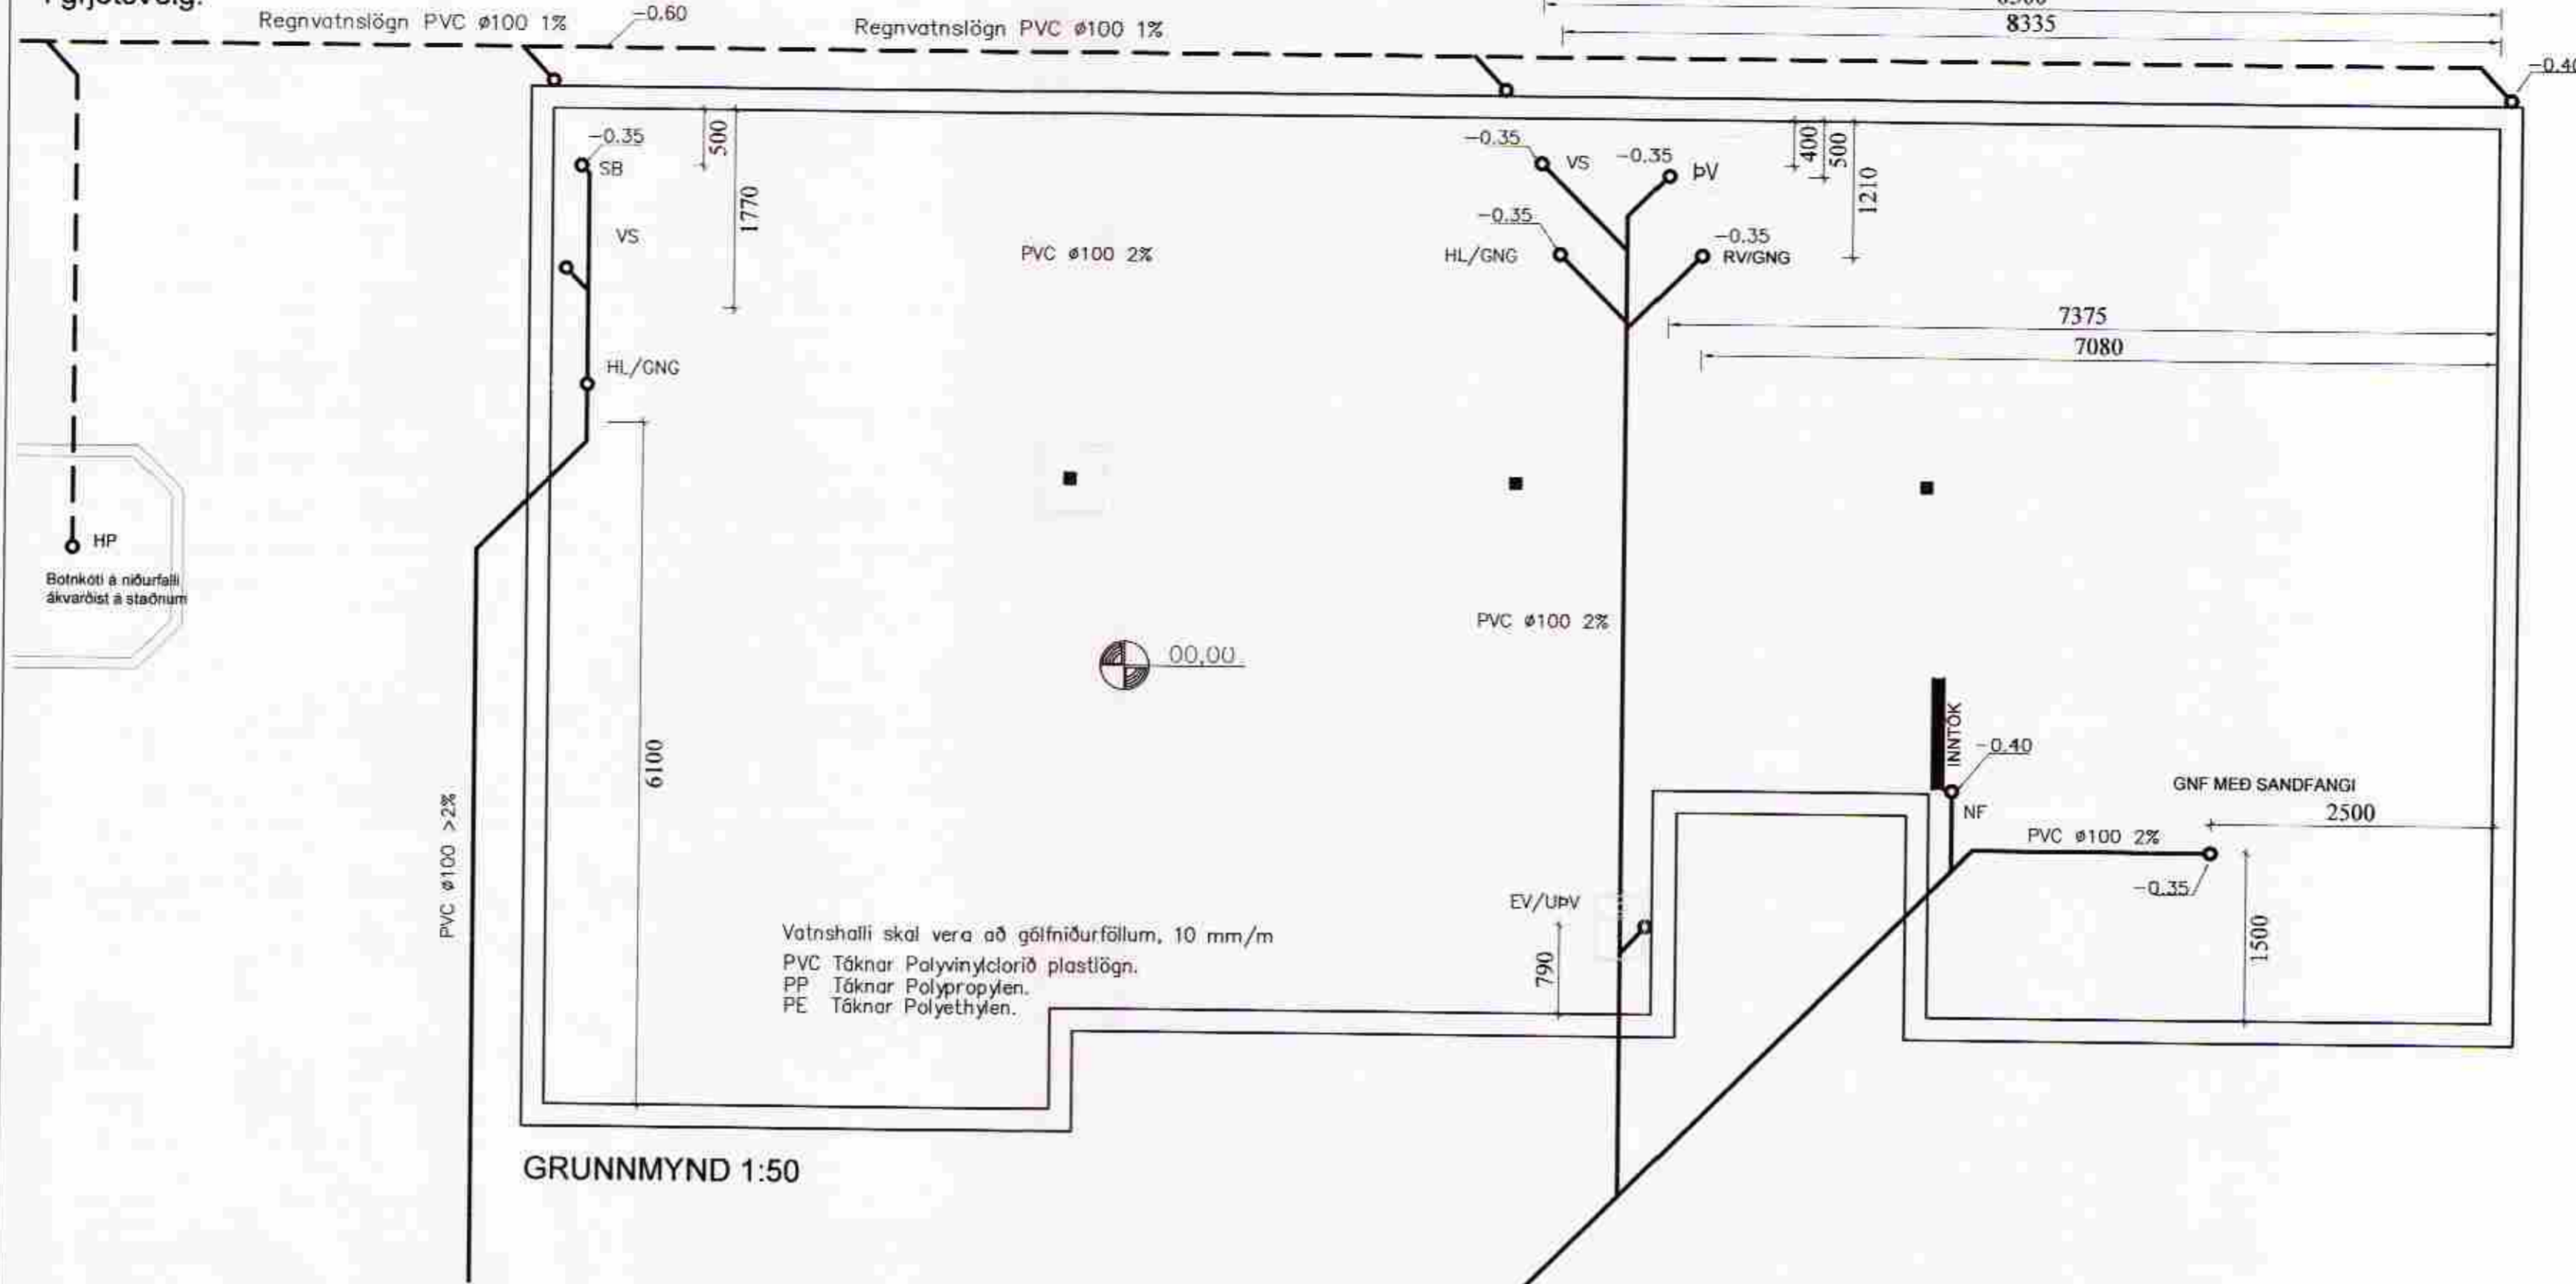 Regnvatnslögn PVC ø100 1%
-0.60
Regnvatnslögn PVC ø100 1%
8335
-0.40
-0.35
SB
500
1770
VS
HL/GNG
-0.35
VS
-0.35
ÞV
400
500
1210
-0.35
HL/GNG
-0.35
RV/GNG
PVC ø100 2%
7375
7080
HP
Botnkóti á niðurfalli
ákvarðist á staðnum
PVC ø100 2%
00,00
6100
INNTÖK
-0.40
NF
GNF MEÐ SANDFANGI
2500
PVC ø100 2%
-0.35
1500
PVC ø100 >2%
EV/UÞV
790
Vatnshalli skal vera að gólfniðurföllum, 10 mm/m
PVC Táknar Polyvinylclorið plastlögn.
PP Táknar Polypropylen.
PE Táknar Polyethylen.
GRUNNMYND 1:50